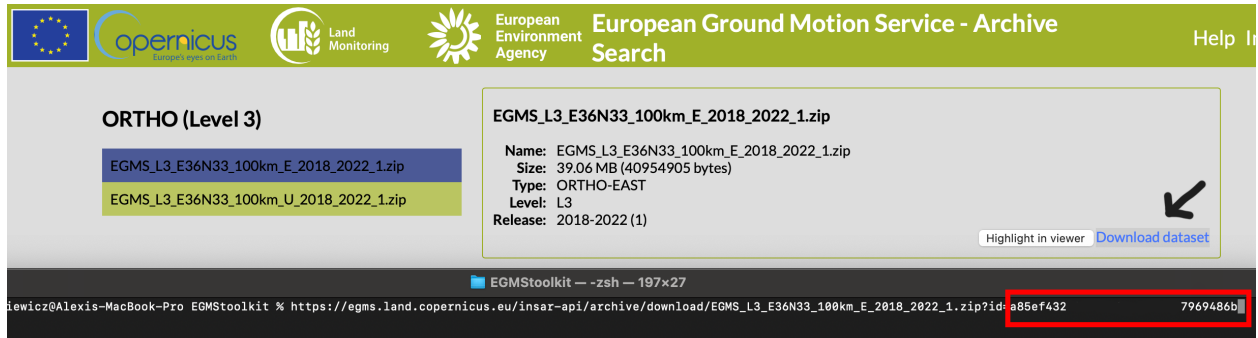 opernicus
Europe's eyes on Earth
Land
Monitoring
European
Environment
Agency
European Ground Motion Service - Archive
Search
Help
ORTHO (Level 3)
EGMS_L3_E36N33_100km_E_2018_2022_1.zip
EGMS_L3_E36N33_100km_U_2018_2022_1.zip
EGMS_L3_E36N33_100km_E_2018_2022_1.zip
Name: EGMS_L3_E36N33_100km_E_2018_2022_1.zip
Size: 39.06 MB (40954905 bytes)
Type: ORTHO-EAST
Level: L3
Release: 2018-2022 (1)
Highlight in viewer Download dataset
EGMStoolkit — -zsh — 197×27
iewicz@Alexis-MacBook-Pro EGMStoolkit % https://egms.land.copernicus.eu/insar-api/archive/download/EGMS_L3_E36N33_100km_E_2018_2022_1.zip?id=a85ef432 7969486b